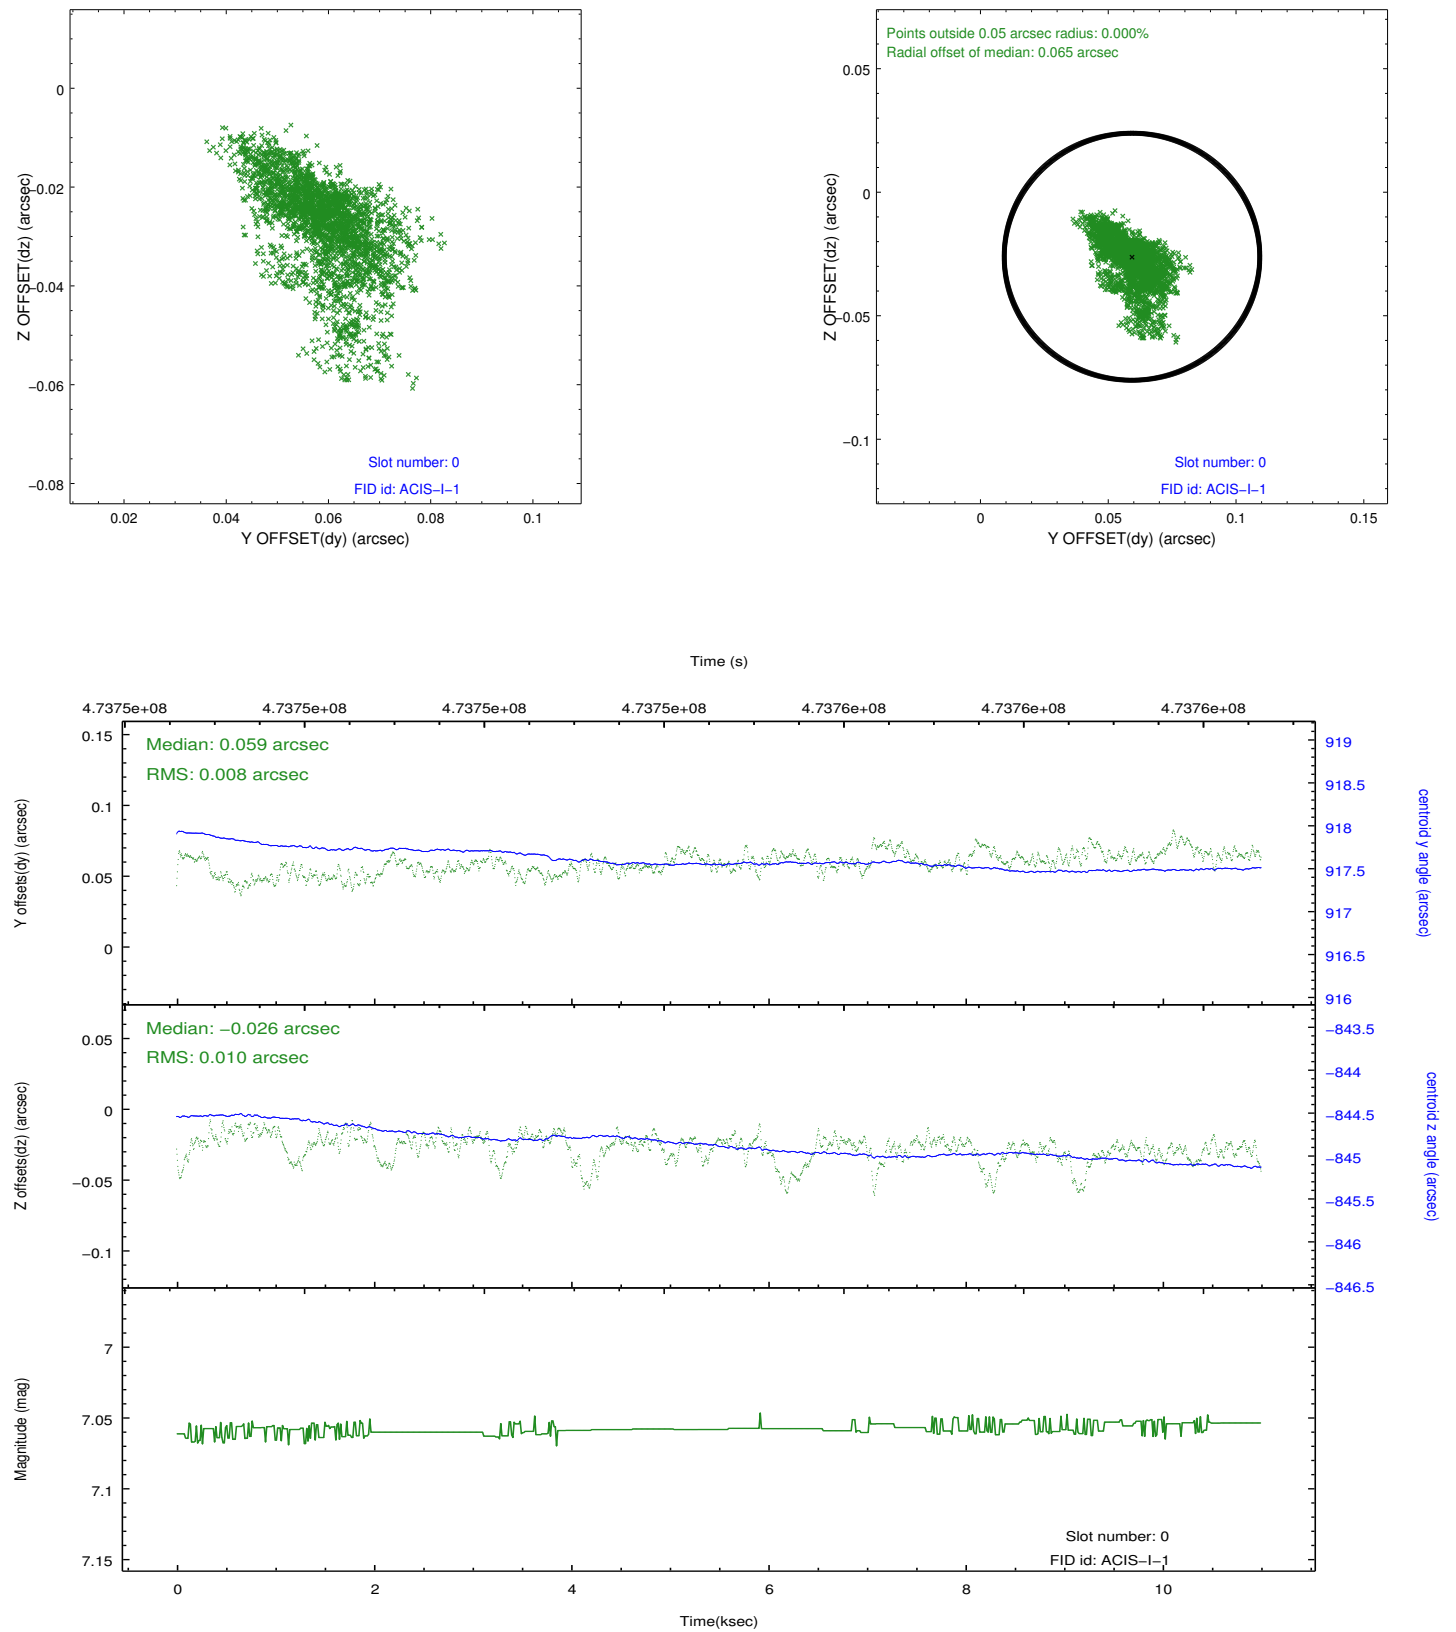 0
−0.02
−0.04
−0.06
−0.08
Z OFFSET(dz) (arcsec)
0.02 0.04 0.06 0.08 0.1
Y OFFSET(dy) (arcsec)
Slot number: 0
FID id: ACIS−I−1
Points outside 0.05 arcsec radius: 0.000%
Radial offset of median: 0.065 arcsec
0.05
0
−0.05
−0.1
Z OFFSET(dz) (arcsec)
0 0.05 0.1 0.15
Y OFFSET(dy) (arcsec)
Slot number: 0
FID id: ACIS−I−1
Time (s)
4.7375e+08 4.7375e+08 4.7375e+08 4.7375e+08 4.7376e+08 4.7376e+08 4.7376e+08
Median: 0.059 arcsec
RMS: 0.008 arcsec
0.15
0.1
0.05
0
Y offsets(dy) (arcsec)
919
918.5
918
917.5
917
916.5
916
centroid y angle (arcsec)
Median: −0.026 arcsec
RMS: 0.010 arcsec
0.05
0
−0.05
−0.1
Z offsets(dz) (arcsec)
−843.5
−844
−844.5
−845
−845.5
−846
−846.5
centroid z angle (arcsec)
7
7.05
7.1
7.15
Magnitude (mag)
Slot number: 0
FID id: ACIS−I−1
0 2 4 6 8 10
Time(ksec)